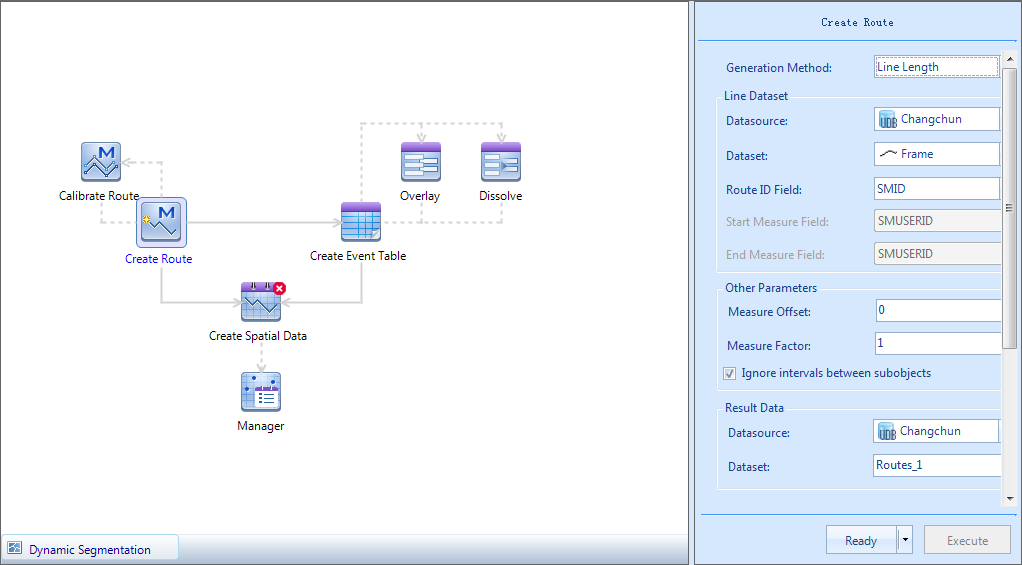 Calibrate Route
Overlay
Dissolve
Create Route
Create Event Table
Create Spatial Data
Manager
Dynamic Segmentation
Create Route
Generation Method: Line Length
Line Dataset
Datasource: UDB Changchun
Dataset: Frame
Route ID Field: SMID
Start Measure Field: SMUSERID
End Measure Field: SMUSERID
Other Parameters
Measure Offset: 0
Measure Factor: 1
Ignore intervals between subobjects
Result Data
Datasource: UDB Changchun
Dataset: Routes_1
Ready Execute